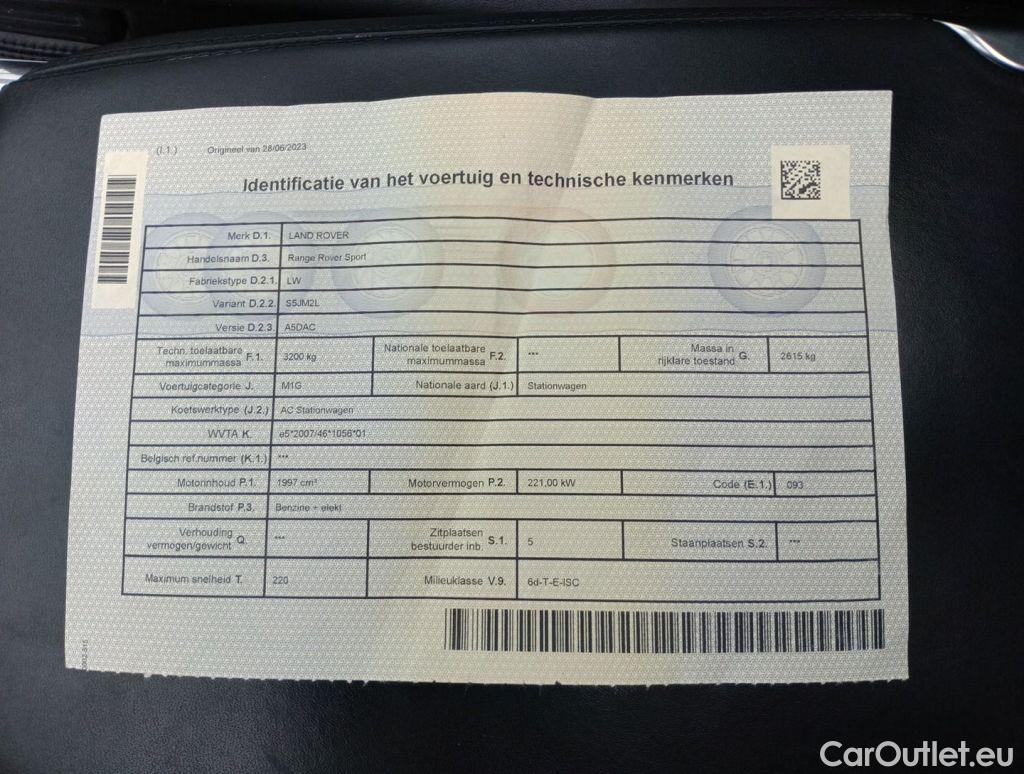 (I.1.) Origineel van 28/06/2023
Identificatie van het voertuig en technische kenmerken
Merk D.1. LAND ROVER
Handelsnaam D.3. Range Rover Sport
Fabriekstype D.2.1. LW
Variant D.2.2. S5JM2L
Versie D.2.3. A5DAC
Techn. toelaatbare maximummassa F.1. 3200 kg Nationale toelaatbare maximummassa F.2. *** Massa in rijklare toestand G. 2615 kg
Voertuigcategorie J. M1G Nationale aard (J.1.) Stationwagen
Koetswerktype (J.2.) AC Stationwagen
WVTA K. e5*2007/46*1056*01
Belgisch ref.nummer (K.1.) ***
Motorinhoud P.1. 1997 cm³ Motorvermogen P.2. 221,00 kW Code (E.1.) 093
Brandstof P.3. Benzine + elekt
Verhouding vermogen/gewicht Q. *** Zitplaatsen bestuurder inb. S.1. 5 Staanplaatsen S.2. ***
Maximum snelheid T. 220 Milieuklasse V.9. 6d-T-E-ISC
CarOutlet.eu